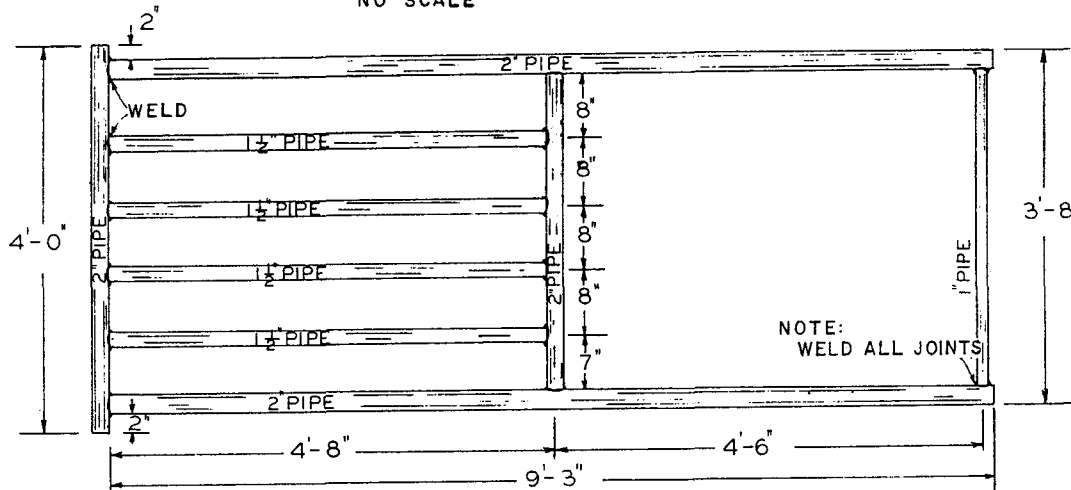 NO SCALE
2"
2" PIPE
WELD
8"
1½" PIPE
8"
1½" PIPE
4'-0"
2" PIPE
8"
2" PIPE
3'-8
1½" PIPE
8"
1" PIPE
1½" PIPE
NOTE:
WELD ALL JOINTS
7"
2" PIPE
2"
4'-8"
4'-6"
9'-3"